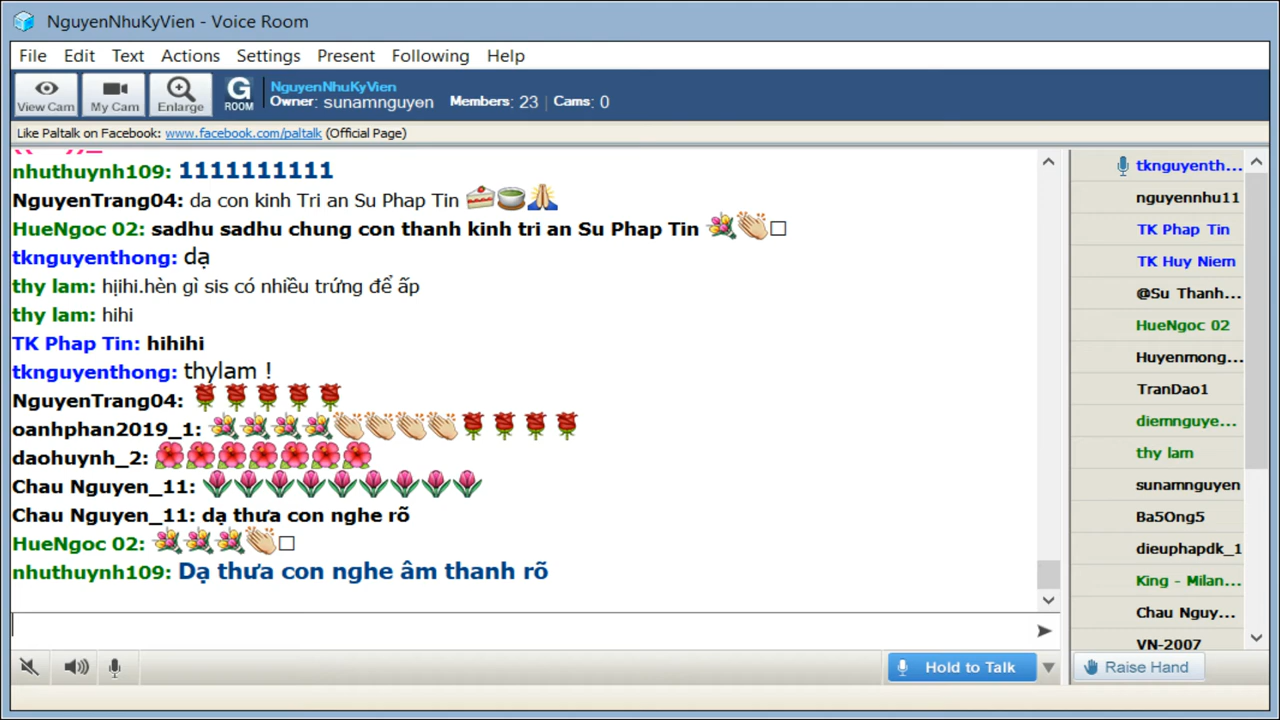 NguyenNhuKyVien - Voice Room
File Edit Text Actions Settings Present Following Help
View Cam My Cam Enlarge G ROOM
NguyenNhuKyVien
Owner: sunamnguyen Members: 23 | Cams: 0
Like Paltalk on Facebook: www.facebook.com/paltalk (Official Page)
nhuthuynh109: 1111111111
NguyenTrang04: da con kinh Tri an Su Phap Tin 🍰🍵🙏
HueNgoc 02: sadhu sadhu chung con thanh kinh tri an Su Phap Tin 💐👏□
tknguyenthong: dạ
thy lam: hịihi.hèn gì sis có nhiều trứng để ấp
thy lam: hihi
TK Phap Tin: hihihi
tknguyenthong: thylam !
NguyenTrang04: 🌹🌹🌹🌹🌹
oanhphan2019_1: 💐💐💐💐👏👏👏👏🌹🌹🌹🌹
daohuynh_2: 🌺🌺🌺🌺🌺🌺🌺
Chau Nguyen_11: 🌷🌷🌷🌷🌷🌷🌷🌷🌷
Chau Nguyen_11: dạ thưa con nghe rõ
HueNgoc 02: 💐💐💐👏□
nhuthuynh109: Dạ thưa con nghe âm thanh rõ
Hold to Talk
tknguyenth...
nguyennhu11
TK Phap Tin
TK Huy Niem
@Su Thanh...
HueNgoc 02
Huyenmong...
TranDao1
diemnguye...
thy lam
sunamnguyen
Ba5Ong5
dieuphapdk_1
King - Milan...
Chau Nguy...
VN-2007
Raise Hand